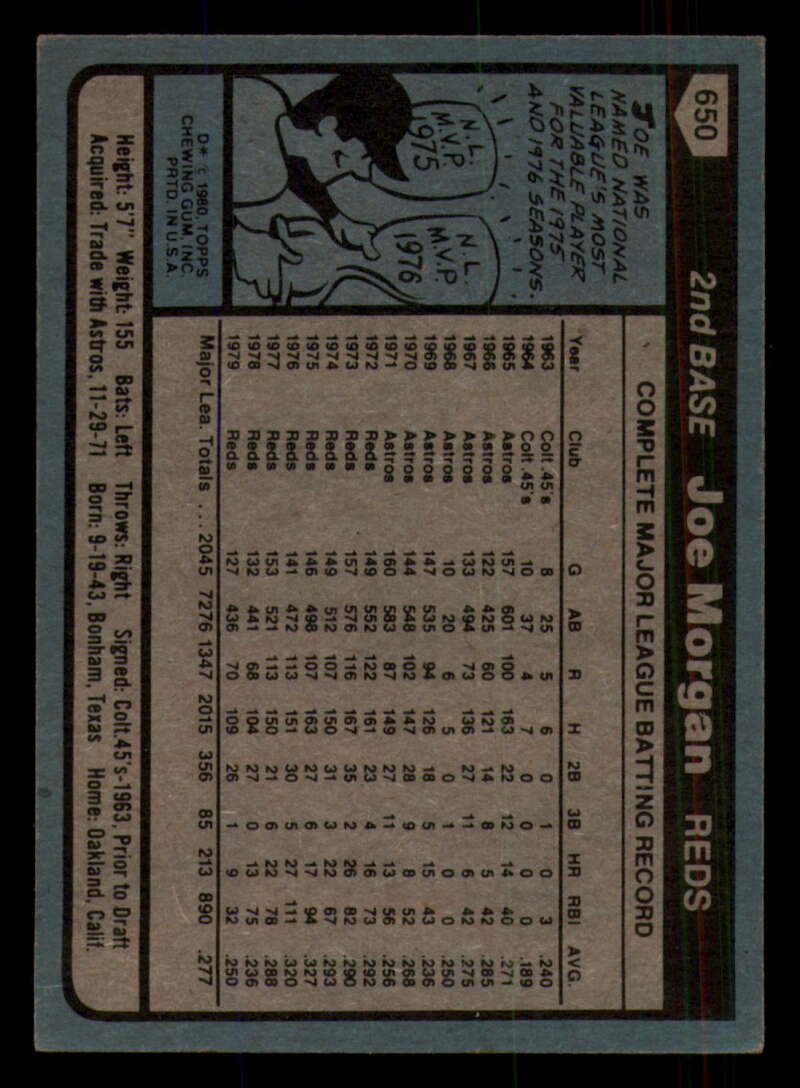 650
2nd BASE Joe Morgan REDS
JOE WAS
NAMED NATIONAL
LEAGUE'S MOST
VALUABLE PLAYER
FOR THE 1975
AND 1976 SEASONS.
N.L.
M.V.P.
1975
N.L.
M.V.P.
1976
D* © 1980 TOPPS
CHEWING GUM, INC.
PRTD. IN U.S.A.
COMPLETE MAJOR LEAGUE BATTING RECORD
Year Club G AB R H 2B 3B HR RBI AVG.
1963 Colt .45's 8 25 5 6 0 1 0 3 .240
1964 Colt .45's 10 37 4 7 0 0 0 0 .189
1965 Astros 157 601 100 163 22 12 14 40 .271
1966 Astros 122 425 60 121 14 8 5 42 .285
1967 Astros 133 494 73 136 27 11 6 42 .275
1968 Astros 10 20 6 5 0 1 0 0 .250
1969 Astros 147 535 94 126 18 5 15 43 .236
1970 Astros 144 548 102 147 28 9 8 52 .268
1971 Astros 160 583 87 149 27 11 13 56 .256
1972 Reds 149 552 122 161 23 4 16 73 .292
1973 Reds 157 576 116 167 35 2 26 82 .290
1974 Reds 149 512 107 150 31 3 22 67 .293
1975 Reds 146 498 107 163 27 6 17 94 .327
1976 Reds 141 472 113 151 30 5 27 111 .320
1977 Reds 153 521 113 150 21 6 22 78 .288
1978 Reds 132 441 68 104 27 0 13 75 .236
1979 Reds 127 436 70 109 26 1 9 32 .250
Major Lea. Totals ... 2045 7276 1347 2015 356 85 213 890 .277
Height: 5'7" Weight: 155 Bats: Left Throws: Right Signed: Colt.45's-1963, Prior to Draft
Acquired: Trade with Astros, 11-29-71 Born: 9-19-43, Bonham, Texas Home: Oakland, Calif.